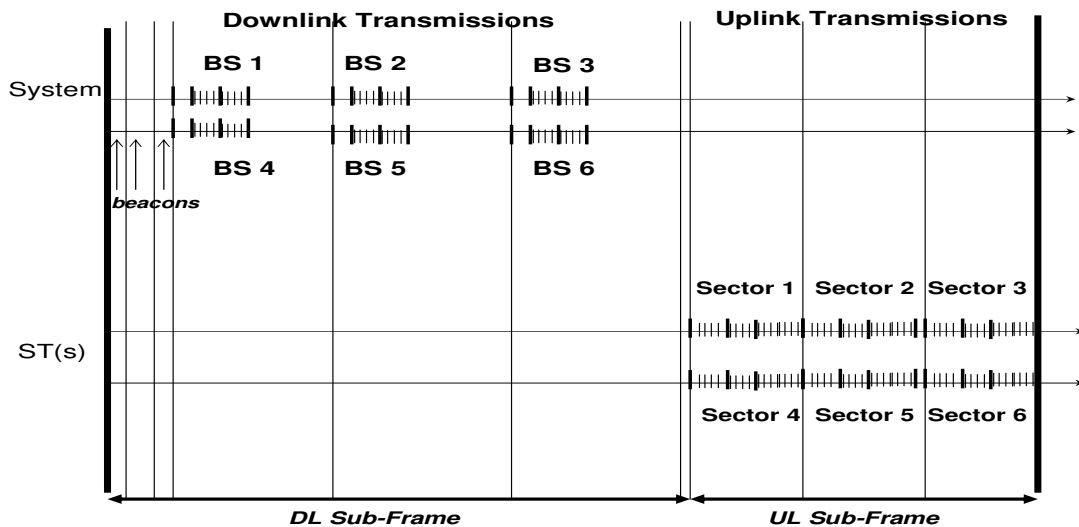 Downlink Transmissions Uplink Transmissions
BS 1 BS 2 BS 3
System
BS 4 BS 5 BS 6
beacons
Sector 1 Sector 2 Sector 3
ST(s)
Sector 4 Sector 5 Sector 6
DL Sub-Frame UL Sub-Frame